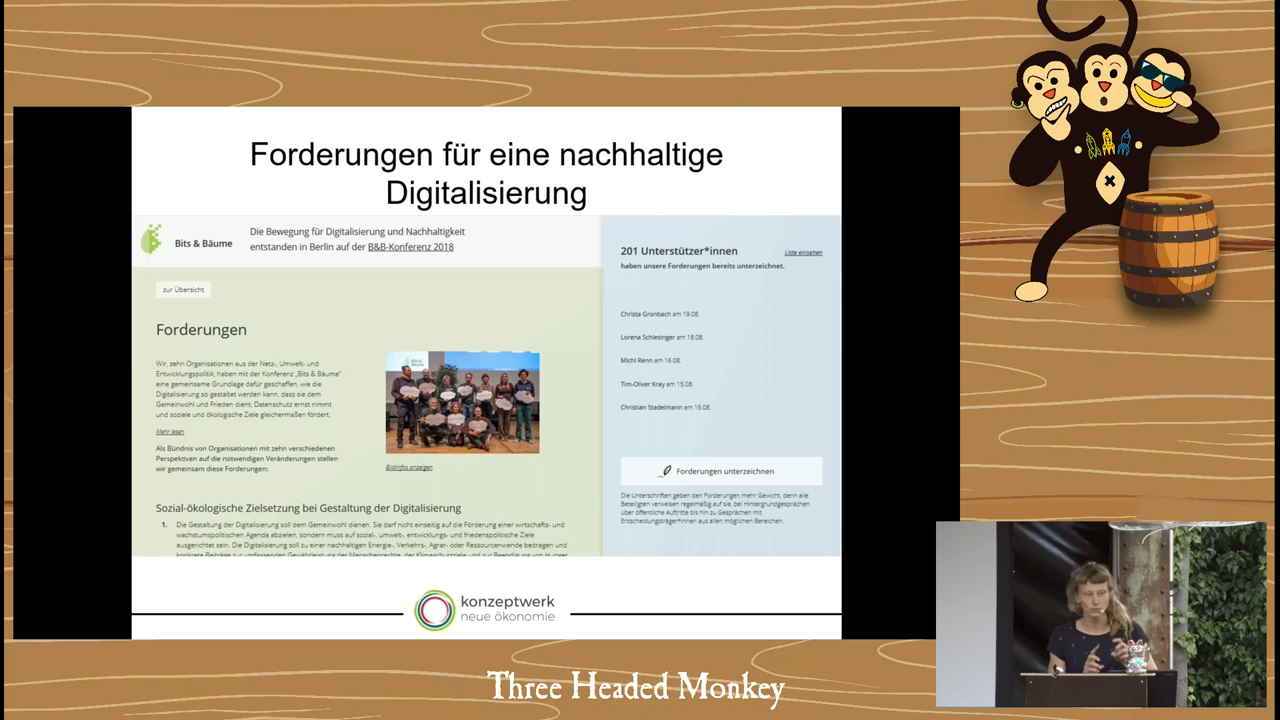 Forderungen für eine nachhaltige
Digitalisierung
Bits & Bäume
Die Bewegung für Digitalisierung und Nachhaltigkeit
entstanden in Berlin auf der B&B-Konferenz 2018
zur Übersicht
Forderungen
Wir, zehn Organisationen aus der Netz-, Umwelt- und
Entwicklungspolitik, haben mit der Konferenz „Bits & Bäume“
eine gemeinsame Grundlage dafür geschaffen, wie die
Digitalisierung so gestaltet werden kann, dass sie dem
Gemeinwohl und Frieden dient, Datenschutz ernst nimmt
und soziale und ökologische Ziele gleichermaßen fördert.
Mehr lesen
Als Bündnis von Organisationen mit zehn verschiedenen
Perspektiven auf die notwendigen Veränderungen stellen
wir gemeinsam diese Forderungen:
Bildinfos anzeigen
Sozial-ökologische Zielsetzung bei Gestaltung der Digitalisierung
1. Die Gestaltung der Digitalisierung soll dem Gemeinwohl dienen. Sie darf nicht einseitig auf die Förderung einer wirtschafts- und
wachstumspolitischen Agenda abzielen, sondern muss auf sozial-, umwelt-, entwicklungs- und friedenspolitische Ziele
ausgerichtet sein. Die Digitalisierung soll zu einer nachhaltigen Energie-, Verkehrs-, Agrar- oder Ressourcenwende beitragen und
konkrete Beiträge zur umfassenden Gewährleistung der Menschenrechte, der Klimaschutzziele und zur Beendigung von Hunger
201 Unterstützer*innen
Liste einsehen
haben unsere Forderungen bereits unterzeichnet.
Christa Gronbach am 19.08.
Lorena Schlesinger am 18.08.
Michl Renn am 16.08.
Tim-Oliver Kray am 15.08.
Christian Stadelmann am 15.08.
Forderungen unterzeichnen
Die Unterschriften geben den Forderungen mehr Gewicht, denn alle
Beteiligten verweisen regelmäßig auf sie, bei Hintergrundgesprächen
über öffentliche Auftritte bis hin zu Gesprächen mit
Entscheidungsträger*innen aus allen möglichen Bereichen.
konzeptwerk
neue ökonomie
Three Headed Monkey